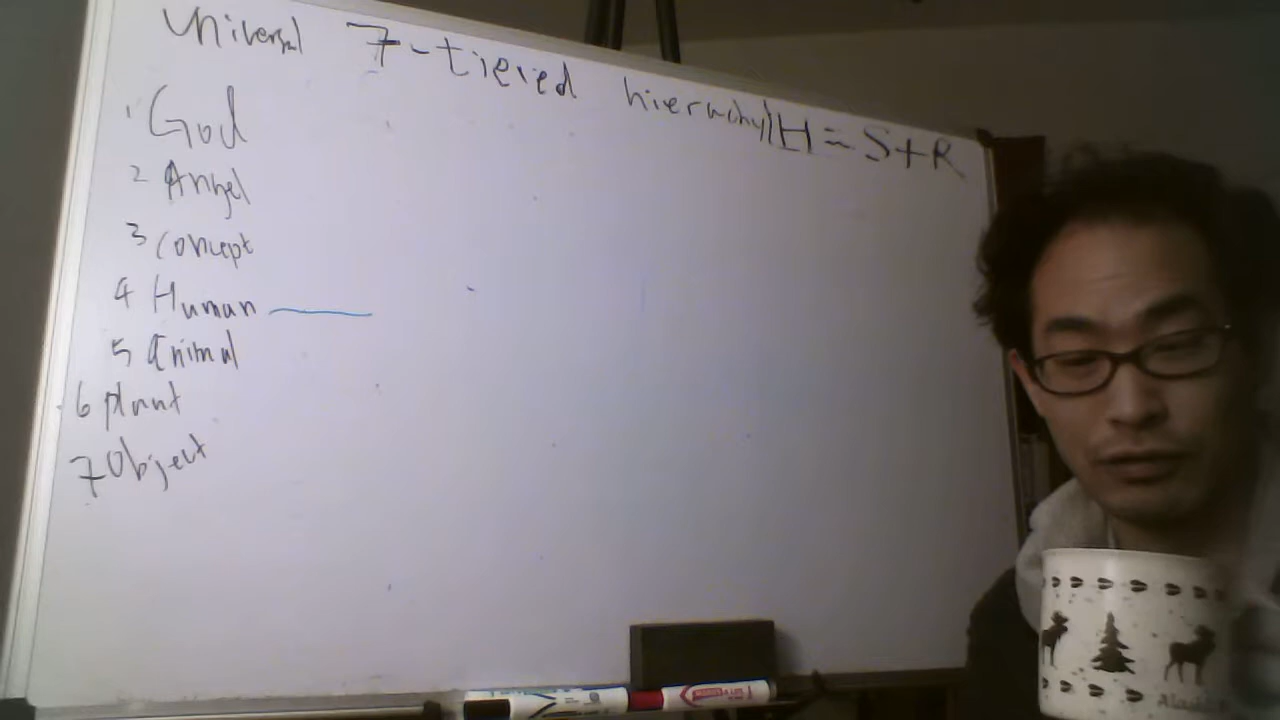 Universal 7-tiered hierarchy H = S+R
1 God
2 Angel
3 Concept
4 Human
5 Animal
6 plant
7 Object